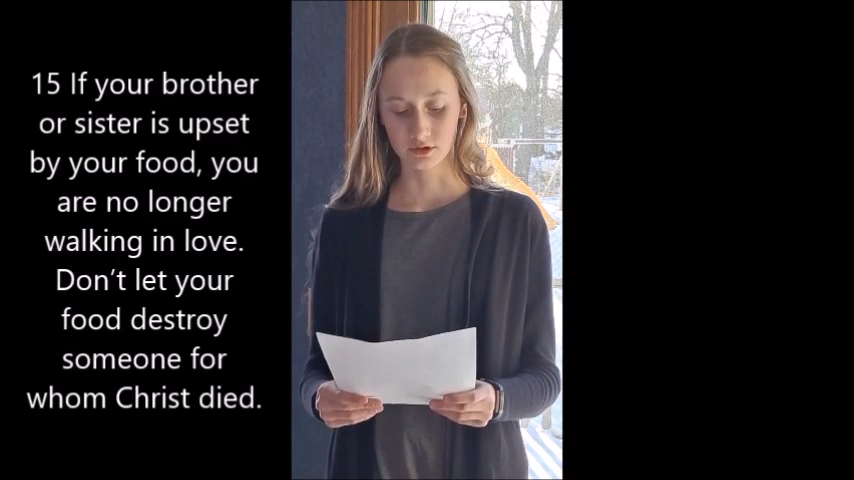 15 If your brother
or sister is upset
by your food, you
are no longer
walking in love.
Don’t let your
food destroy
someone for
whom Christ died.